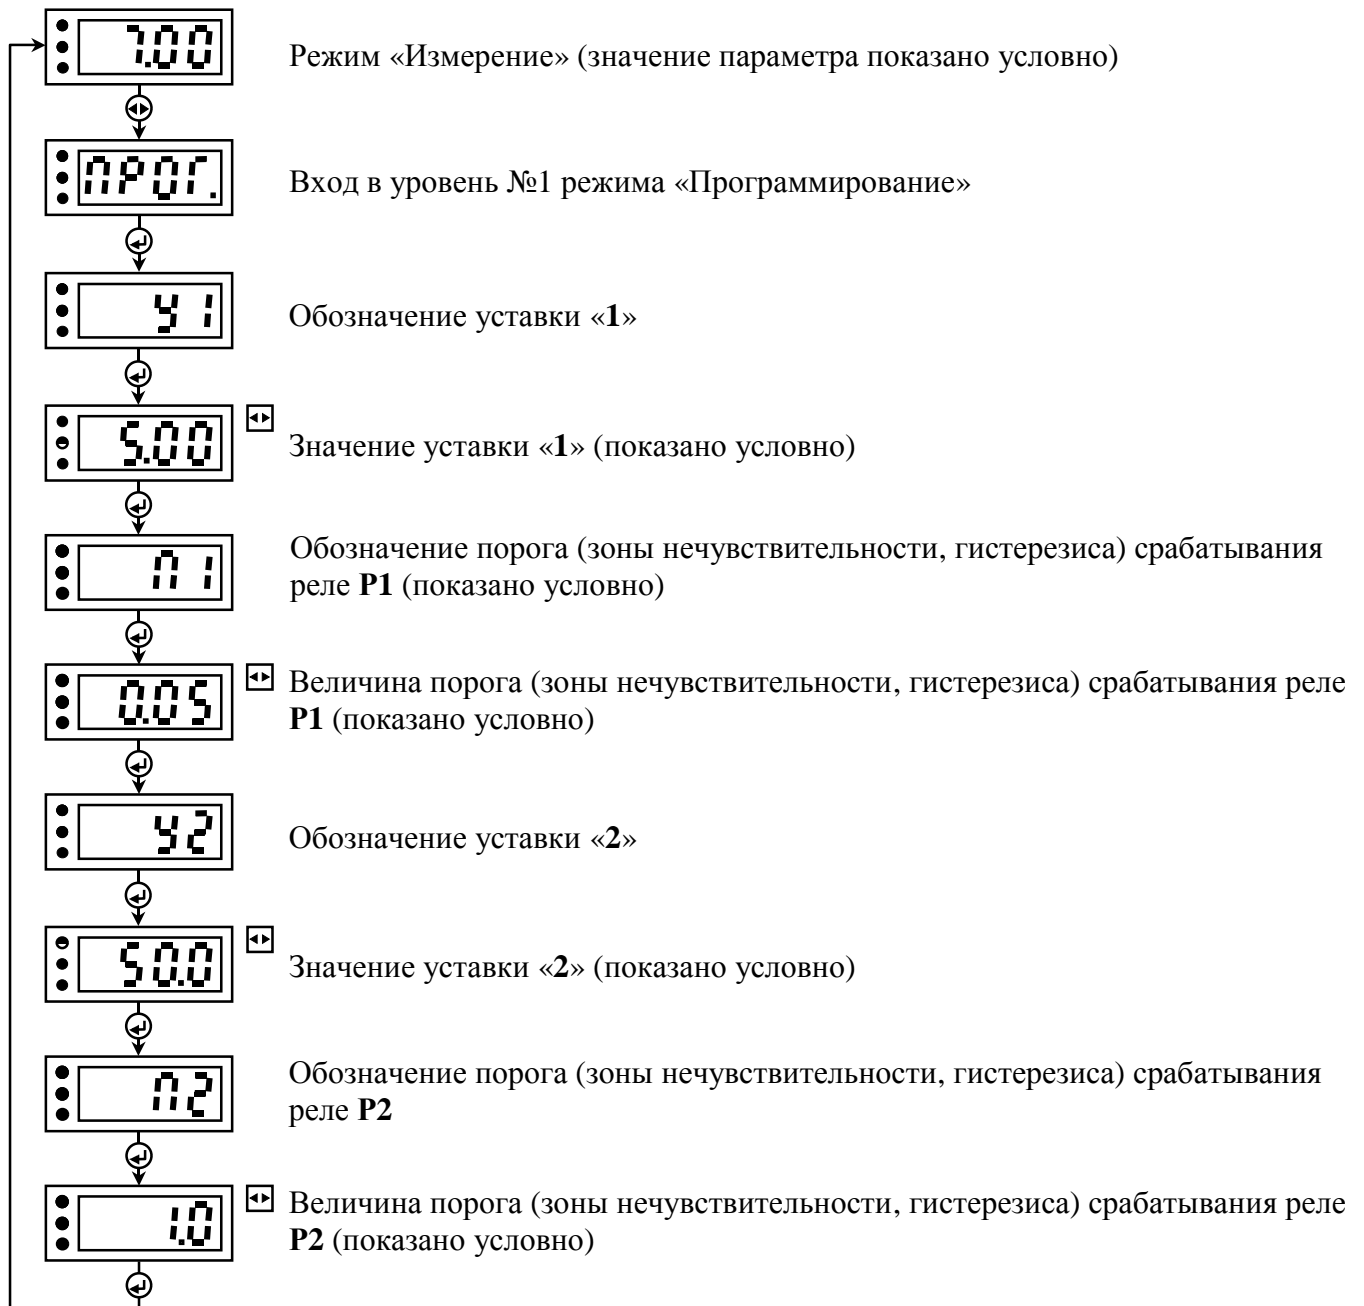 7.00
Режим «Измерение» (значение параметра показано условно)
ПРОГ.
Вход в уровень №1 режима «Программирование»
У1
Обозначение уставки «1»
5.00
Значение уставки «1» (показано условно)
П1
Обозначение порога (зоны нечувствительности, гистерезиса) срабатывания
реле Р1 (показано условно)
0.05
Величина порога (зоны нечувствительности, гистерезиса) срабатывания реле
Р1 (показано условно)
У2
Обозначение уставки «2»
50.0
Значение уставки «2» (показано условно)
П2
Обозначение порога (зоны нечувствительности, гистерезиса) срабатывания
реле Р2
1.0
Величина порога (зоны нечувствительности, гистерезиса) срабатывания реле
Р2 (показано условно)